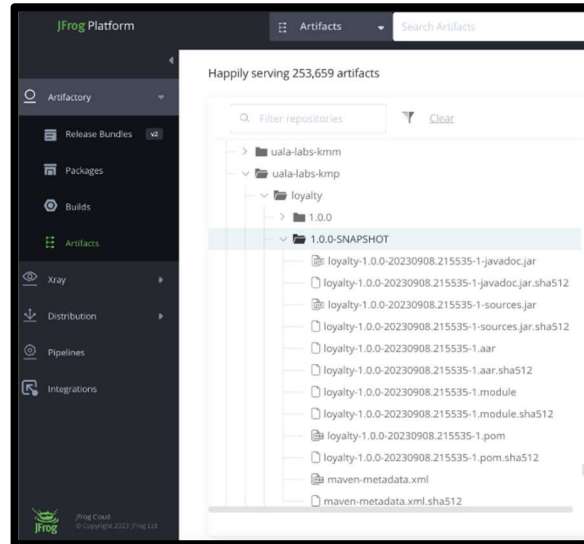 JFrog Platform
Artifacts
Search Artifacts
Happily serving 253,659 artifacts
Artifactory
Release Bundles v2
Packages
Builds
Artifacts
Xray
Distribution
Pipelines
Integrations
Filter repositories
Clear
uala-labs-kmm
uala-labs-kmp
loyalty
1.0.0
1.0.0-SNAPSHOT
loyalty-1.0.0-20230908.215535-1-javadoc.jar
loyalty-1.0.0-20230908.215535-1-javadoc.jar.sha512
loyalty-1.0.0-20230908.215535-1-sources.jar
loyalty-1.0.0-20230908.215535-1-sources.jar.sha512
loyalty-1.0.0-20230908.215535-1.aar
loyalty-1.0.0-20230908.215535-1.aar.sha512
loyalty-1.0.0-20230908.215535-1.module
loyalty-1.0.0-20230908.215535-1.module.sha512
loyalty-1.0.0-20230908.215535-1.pom
loyalty-1.0.0-20230908.215535-1.pom.sha512
maven-metadata.xml
maven-metadata.xml.sha512
JFrog
JFrog Cloud
© Copyright 2023 JFrog Ltd